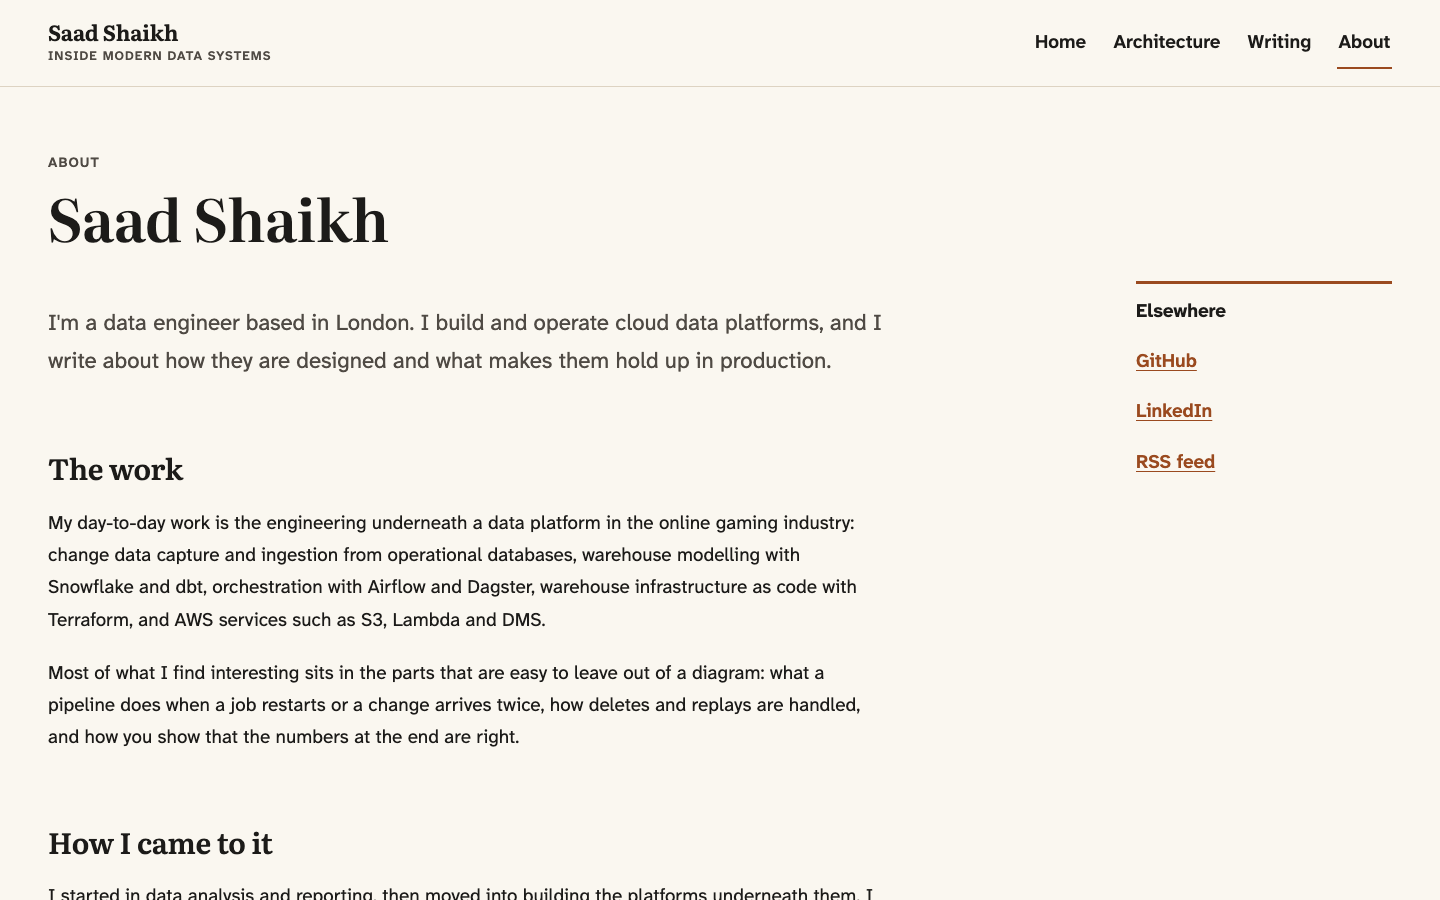 Saad Shaikh
INSIDE MODERN DATA SYSTEMS
Home Architecture Writing About
ABOUT
Saad Shaikh
I'm a data engineer based in London. I build and operate cloud data platforms, and I
write about how they are designed and what makes them hold up in production.
The work
My day-to-day work is the engineering underneath a data platform in the online gaming industry:
change data capture and ingestion from operational databases, warehouse modelling with
Snowflake and dbt, orchestration with Airflow and Dagster, warehouse infrastructure as code with
Terraform, and AWS services such as S3, Lambda and DMS.
Most of what I find interesting sits in the parts that are easy to leave out of a diagram: what a
pipeline does when a job restarts or a change arrives twice, how deletes and replays are handled,
and how you show that the numbers at the end are right.
How I came to it
I started in data analysis and reporting, then moved into building the platforms underneath them. I
Elsewhere
GitHub
LinkedIn
RSS feed